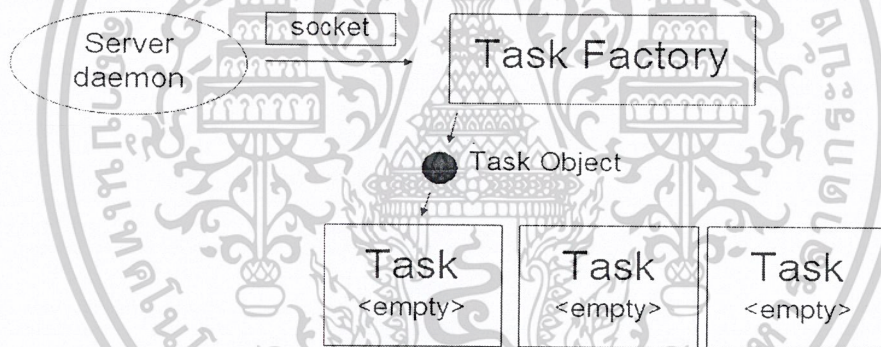 Server
daemon
socket
Task Factory
Task Object
Task
<empty>
Task
<empty>
Task
<empty>